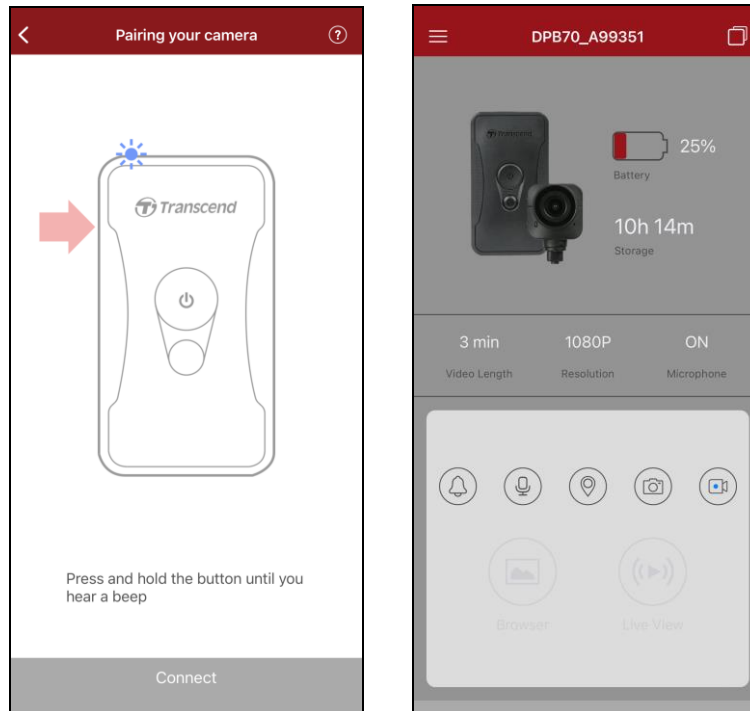 Pairing your camera
?
Transcend
Press and hold the button until you
hear a beep
Connect
DPB70_A99351
Transcend
25%
Battery
10h 14m
Storage
3 min 1080P ON
Video Length Resolution Microphone
Browser Live View